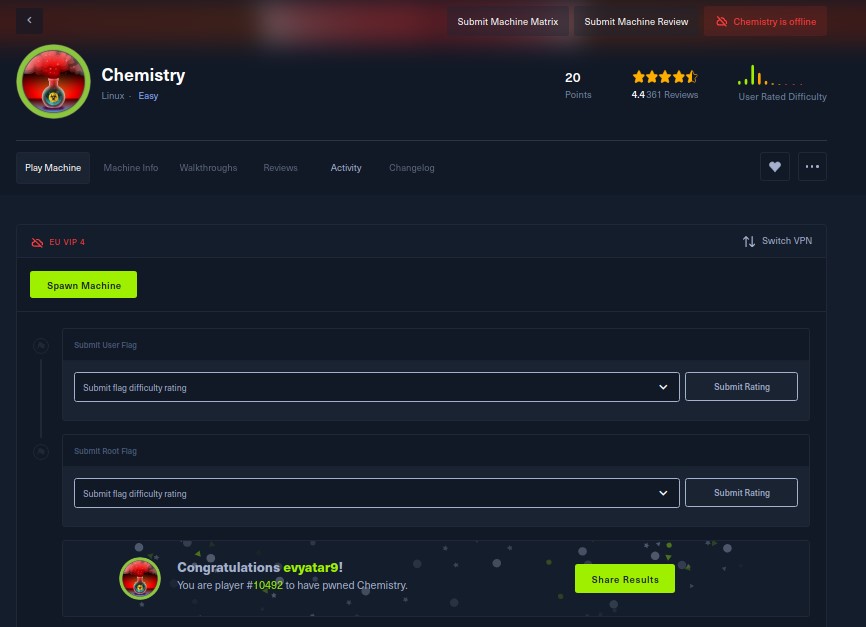 Submit Machine Matrix
Submit Machine Review
Chemistry is offline
Chemistry
Linux · Easy
20
Points
4.4 361 Reviews
User Rated Difficulty
Play Machine
Machine Info
Walkthroughs
Reviews
Activity
Changelog
EU VIP 4
Switch VPN
Spawn Machine
Submit User Flag
Submit flag difficulty rating
Submit Rating
Submit Root Flag
Submit flag difficulty rating
Submit Rating
Congratulations evyatar9!
You are player #10492 to have pwned Chemistry.
Share Results